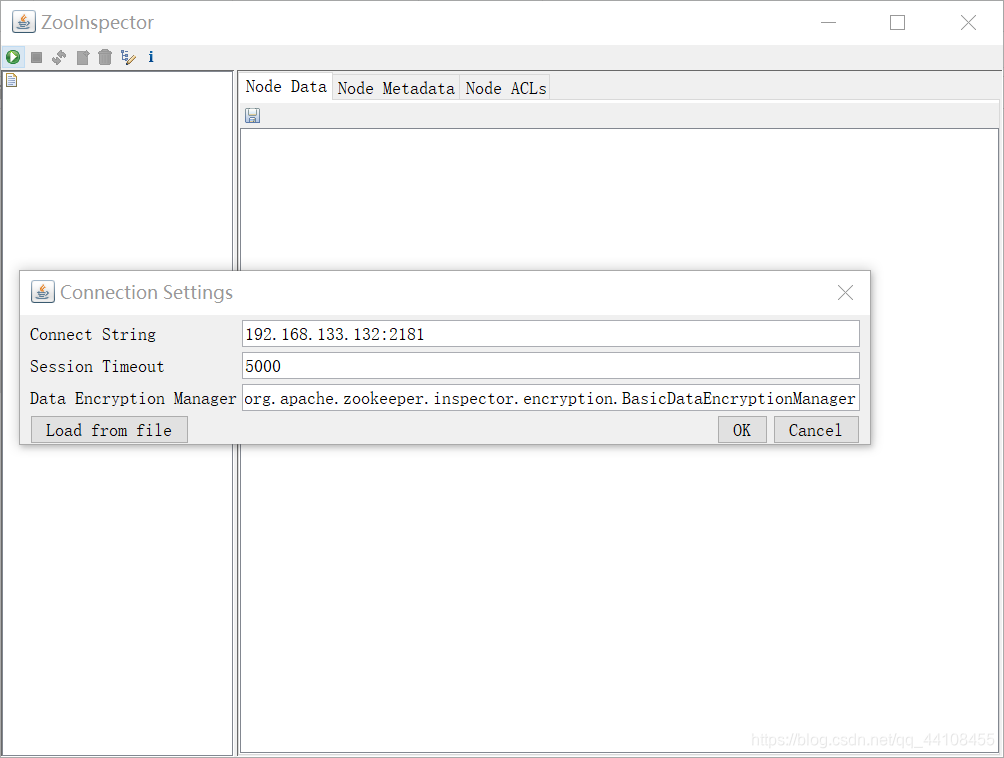 ZooInspector
Node Data
Node Metadata
Node ACLs
Connection Settings
Connect String
192.168.133.132:2181
Session Timeout
5000
Data Encryption Manager
org.apache.zookeeper.inspector.encryption.BasicDataEncryptionManager
Load from file
OK
Cancel
https://blog.csdn.net/qq_44108455